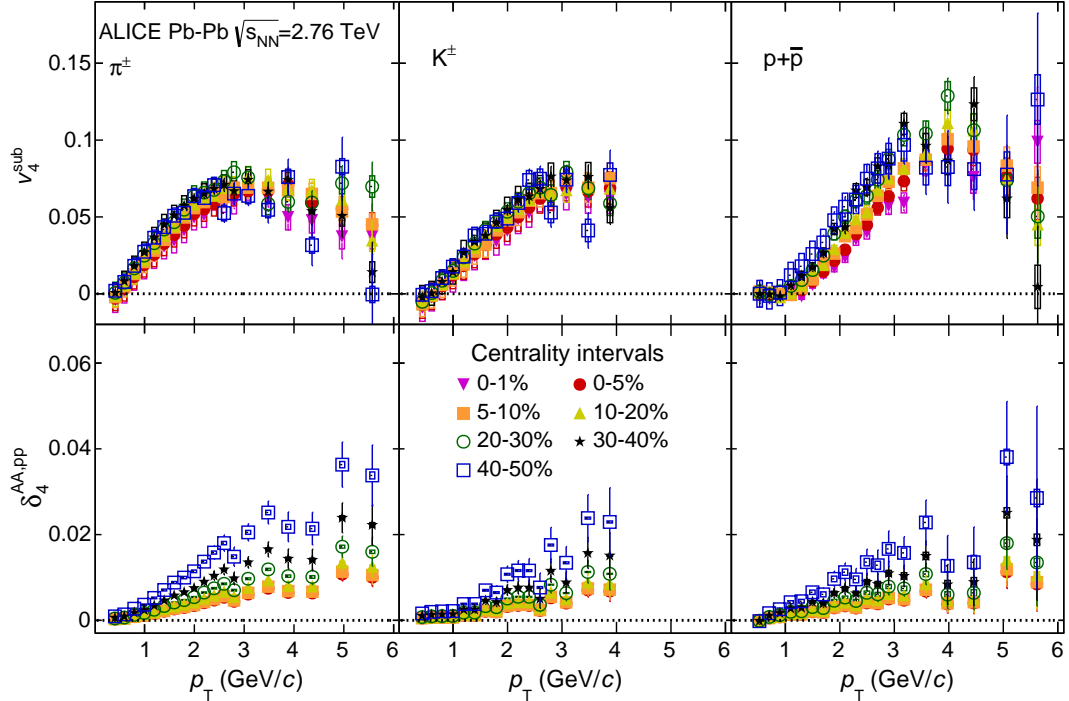 ALICE Pb-Pb √sNN=2.76 TeV
π± K± p+p̄
v4sub
0.15
0.1
0.05
0
Centrality intervals
0-1% 0-5%
5-10% 10-20%
20-30% 30-40%
40-50%
δ4AA,pp
0.06
0.04
0.02
0
1 2 3 4 5 6 1 2 3 4 5 6 1 2 3 4 5 6
pT (GeV/c) pT (GeV/c) pT (GeV/c)